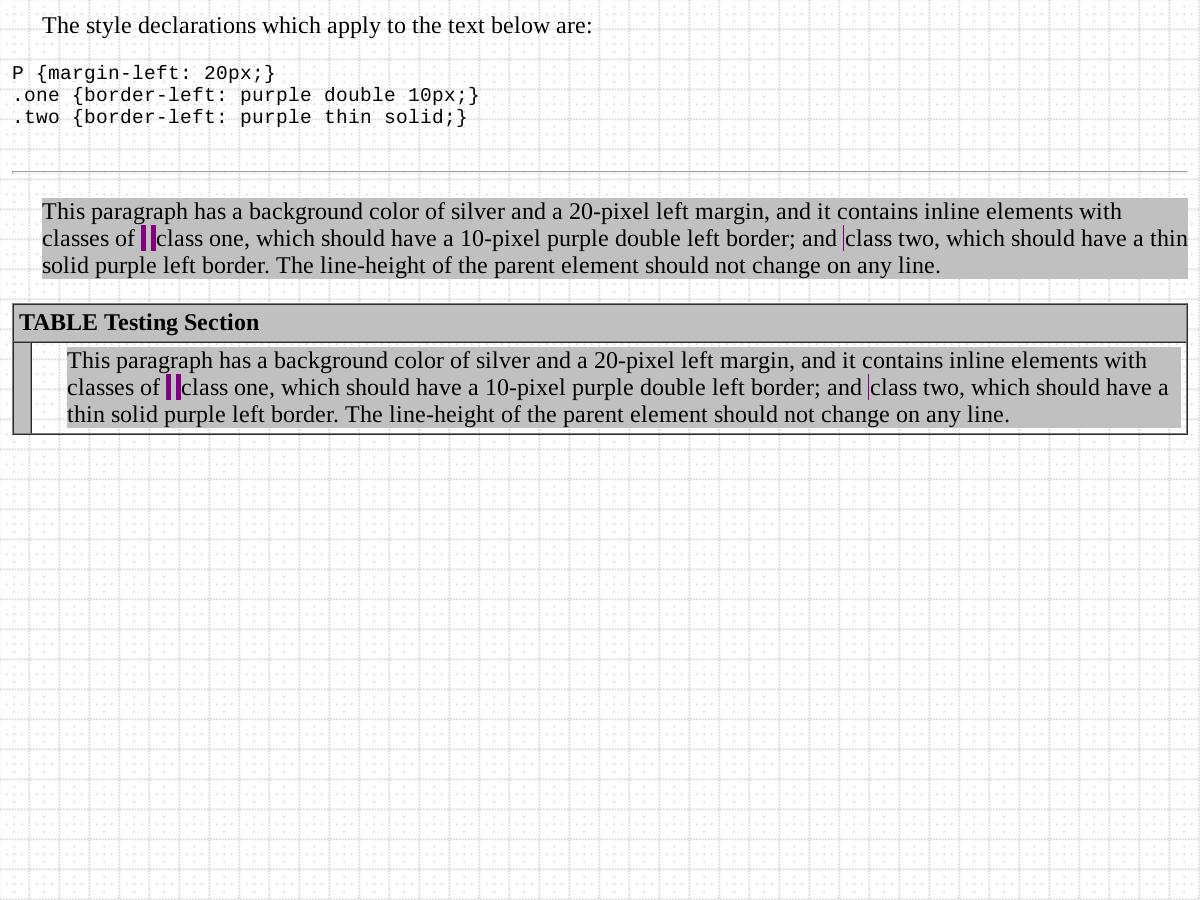 The style declarations which apply to the text below are:
P {margin-left: 20px;}
.one {border-left: purple double 10px;}
.two {border-left: purple thin solid;}
This paragraph has a background color of silver and a 20-pixel left margin, and it contains inline elements with
classes of class one, which should have a 10-pixel purple double left border; and class two, which should have a thin
solid purple left border. The line-height of the parent element should not change on any line.
TABLE Testing Section
This paragraph has a background color of silver and a 20-pixel left margin, and it contains inline elements with
classes of class one, which should have a 10-pixel purple double left border; and class two, which should have a
thin solid purple left border. The line-height of the parent element should not change on any line.